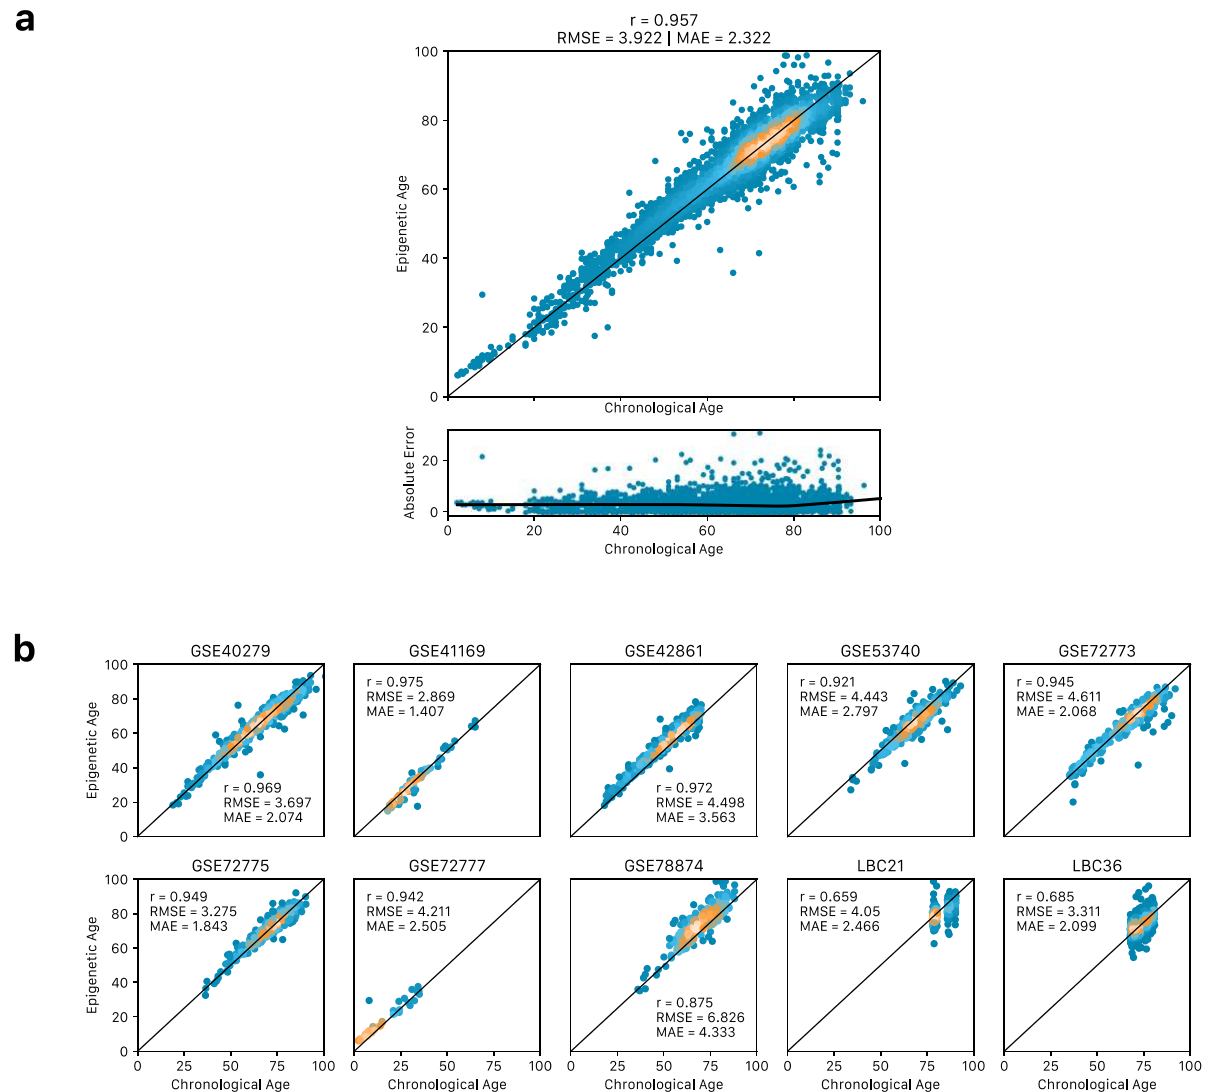 a
r = 0.957
RMSE = 3.922 | MAE = 2.322
100
80
60
40
20
0
Epigenetic Age
Chronological Age
20
0
Absolute Error
0 20 40 60 80 100
Chronological Age
b
GSE40279 GSE41169 GSE42861 GSE53740 GSE72773
100
80
60
40
20
0
Epigenetic Age
r = 0.969
RMSE = 3.697
MAE = 2.074
r = 0.975
RMSE = 2.869
MAE = 1.407
r = 0.972
RMSE = 4.498
MAE = 3.563
r = 0.921
RMSE = 4.443
MAE = 2.797
r = 0.945
RMSE = 4.611
MAE = 2.068
GSE72775 GSE72777 GSE78874 LBC21 LBC36
100
80
60
40
20
0
Epigenetic Age
r = 0.949
RMSE = 3.275
MAE = 1.843
r = 0.942
RMSE = 4.211
MAE = 2.505
r = 0.875
RMSE = 6.826
MAE = 4.333
r = 0.659
RMSE = 4.05
MAE = 2.466
r = 0.685
RMSE = 3.311
MAE = 2.099
0 25 50 75 100 0 25 50 75 100 0 25 50 75 100 0 25 50 75 100 0 25 50 75 100
Chronological Age Chronological Age Chronological Age Chronological Age Chronological Age